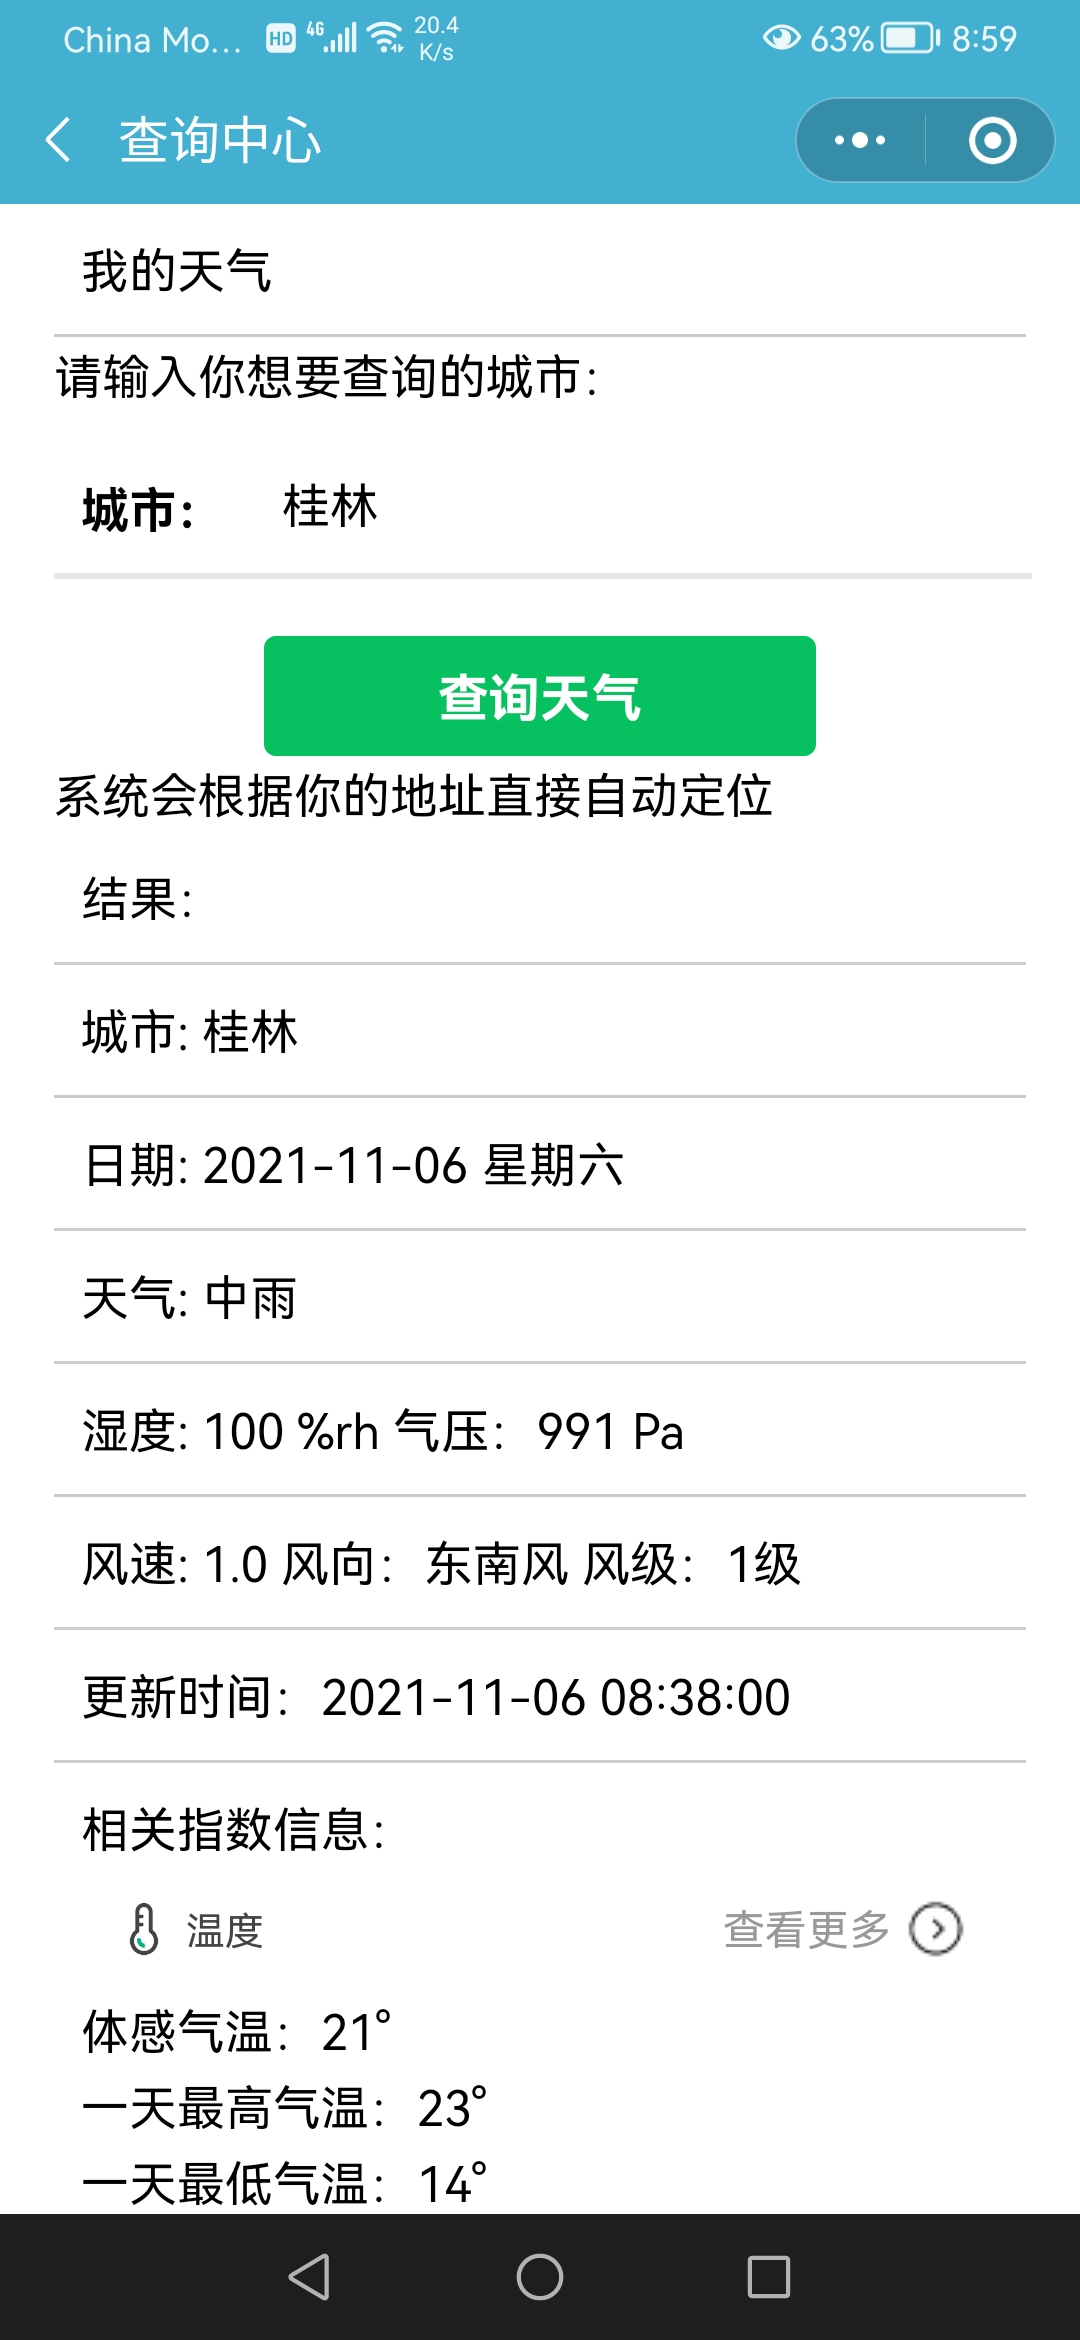 China Mo... HD 4G 20.4 K/s 63% 8:59
查询中心
我的天气
请输入你想要查询的城市：
城市： 桂林
查询天气
系统会根据你的地址直接自动定位
结果：
城市: 桂林
日期: 2021-11-06 星期六
天气: 中雨
湿度: 100 %rh 气压： 991 Pa
风速: 1.0 风向： 东南风 风级： 1级
更新时间： 2021-11-06 08:38:00
相关指数信息：
温度 查看更多
体感气温： 21°
一天最高气温： 23°
一天最低气温： 14°